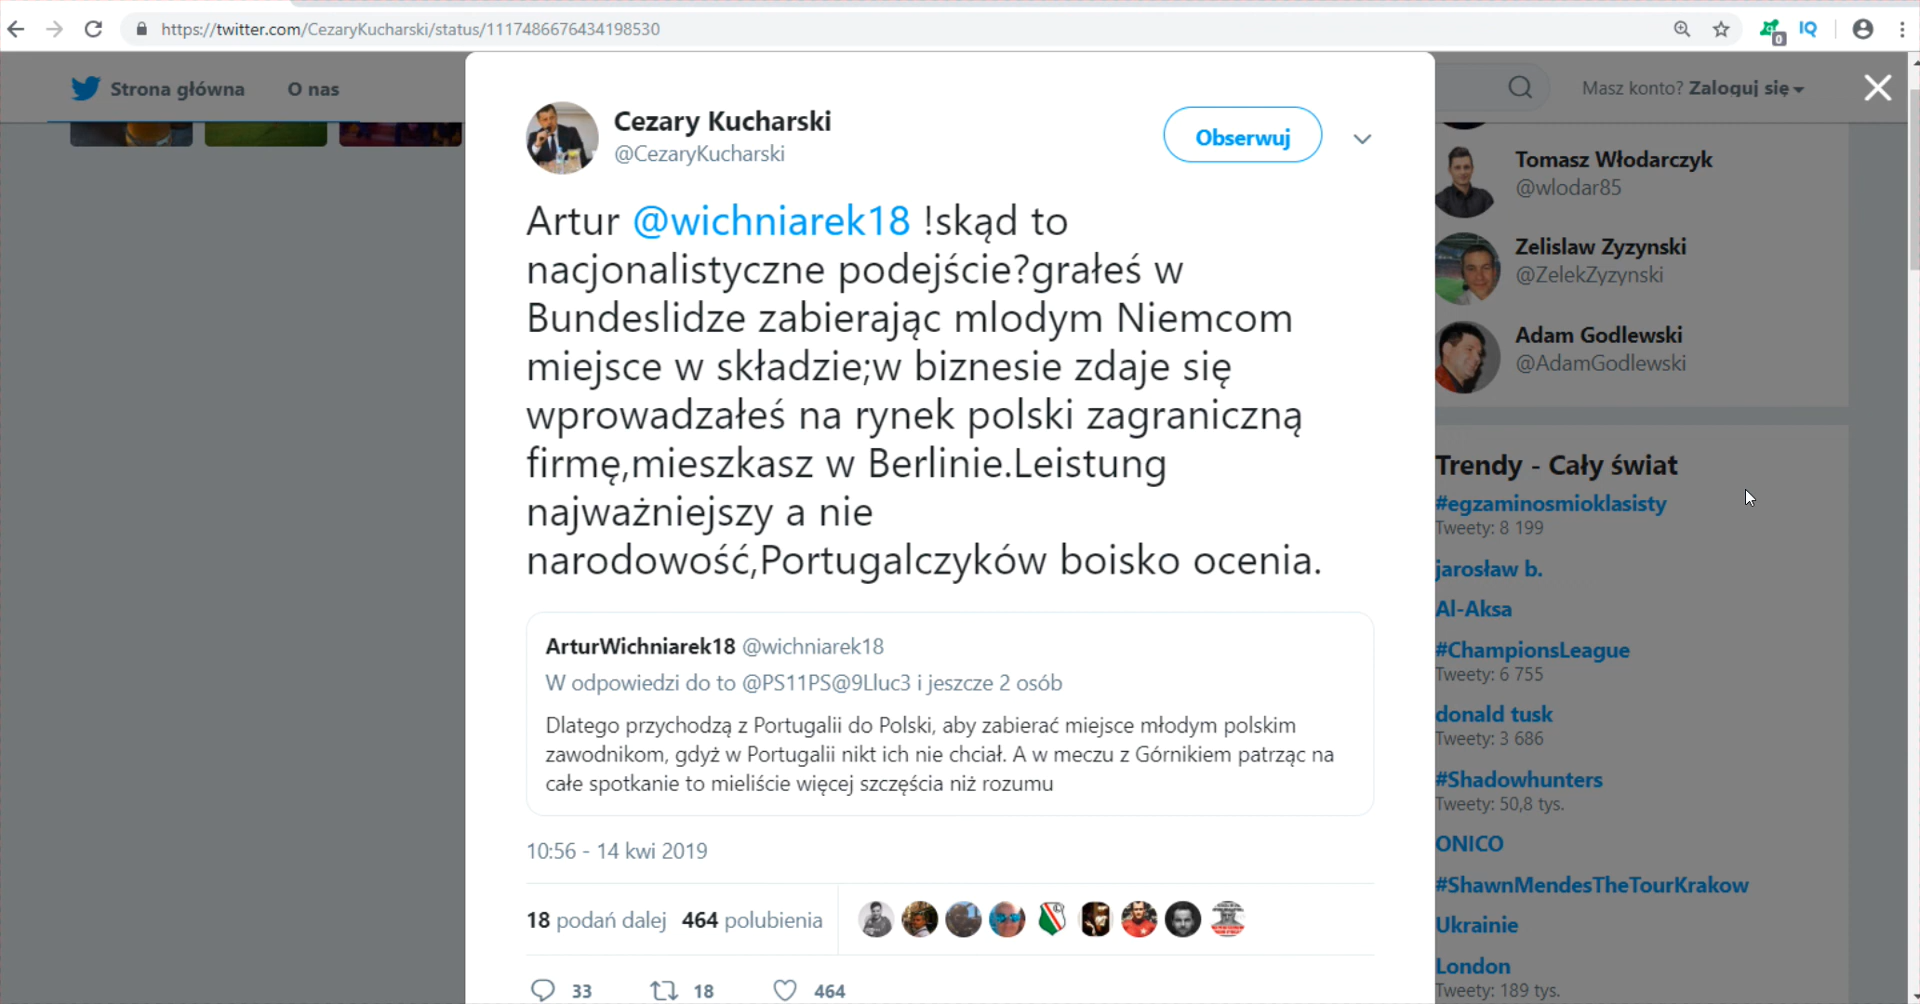 https://twitter.com/CezaryKucharski/status/1117486676434198530
0
IQ
Strona główna
O nas
Masz konto? Zaloguj się
Cezary Kucharski
@CezaryKucharski
Obserwuj
Artur @wichniarek18 !skąd to
nacjonalistyczne podejście?grałeś w
Bundeslidze zabierając mlodym Niemcom
miejsce w składzie;w biznesie zdaje się
wprowadzałeś na rynek polski zagraniczną
firmę,mieszkasz w Berlinie.Leistung
najważniejszy a nie
narodowość,Portugalczyków boisko ocenia.
ArturWichniarek18 @wichniarek18
W odpowiedzi do to @PS11PS@9Lluc3 i jeszcze 2 osób
Dlatego przychodzą z Portugalii do Polski, aby zabierać miejsce młodym polskim
zawodnikom, gdyż w Portugalii nikt ich nie chciał. A w meczu z Górnikiem patrząc na
całe spotkanie to mieliście więcej szczęścia niż rozumu
10:56 - 14 kwi 2019
18 podań dalej 464 polubienia
33 18 464
Tomasz Włodarczyk
@wlodar85
Zelislaw Zyzynski
@ZelekZyzynski
Adam Godlewski
@AdamGodlewski
Trendy - Cały świat
#egzaminosmioklasisty
Tweety: 8 199
jarosław b.
Al-Aksa
#ChampionsLeague
Tweety: 6 755
donald tusk
Tweety: 3 686
#Shadowhunters
Tweety: 50,8 tys.
ONICO
#ShawnMendesTheTourKrakow
Ukrainie
London
Tweety: 189 tys.